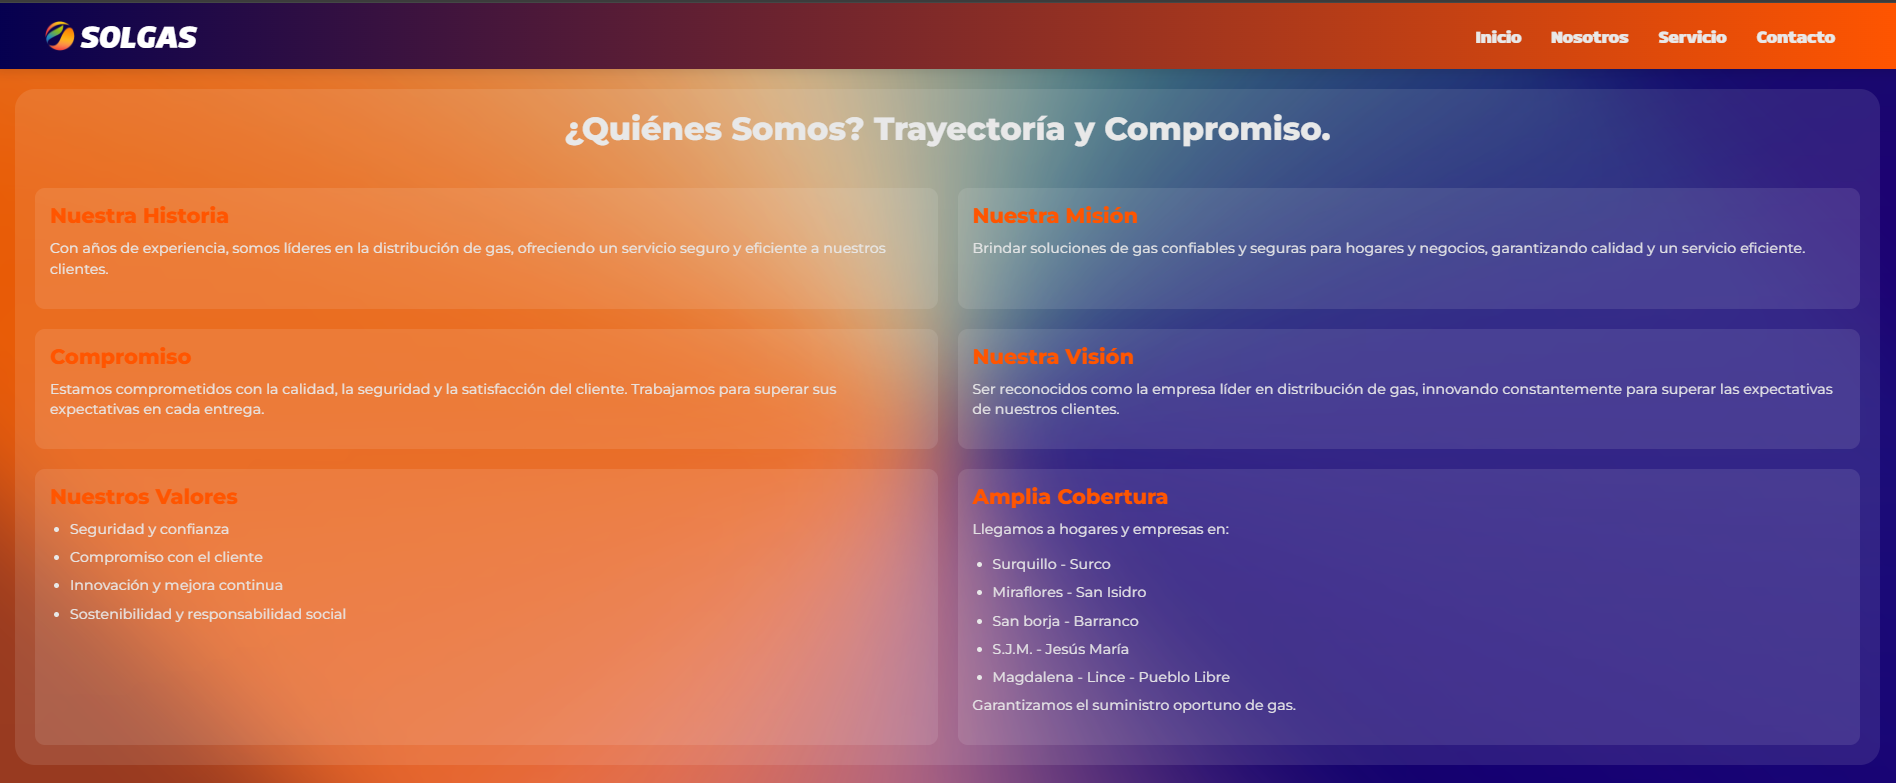 SOLGAS
Inicio Nosotros Servicio Contacto
¿Quiénes Somos? Trayectoría y Compromiso.
Nuestra Historia
Con años de experiencia, somos líderes en la distribución de gas, ofreciendo un servicio seguro y eficiente a nuestros
clientes.
Nuestra Misión
Brindar soluciones de gas confiables y seguras para hogares y negocios, garantizando calidad y un servicio eficiente.
Compromiso
Estamos comprometidos con la calidad, la seguridad y la satisfacción del cliente. Trabajamos para superar sus
expectativas en cada entrega.
Nuestra Visión
Ser reconocidos como la empresa líder en distribución de gas, innovando constantemente para superar las expectativas
de nuestros clientes.
Nuestros Valores
• Seguridad y confianza
• Compromiso con el cliente
• Innovación y mejora continua
• Sostenibilidad y responsabilidad social
Amplia Cobertura
Llegamos a hogares y empresas en:
• Surquillo - Surco
• Miraflores - San Isidro
• San borja - Barranco
• S.J.M. - Jesús María
• Magdalena - Lince - Pueblo Libre
Garantizamos el suministro oportuno de gas.